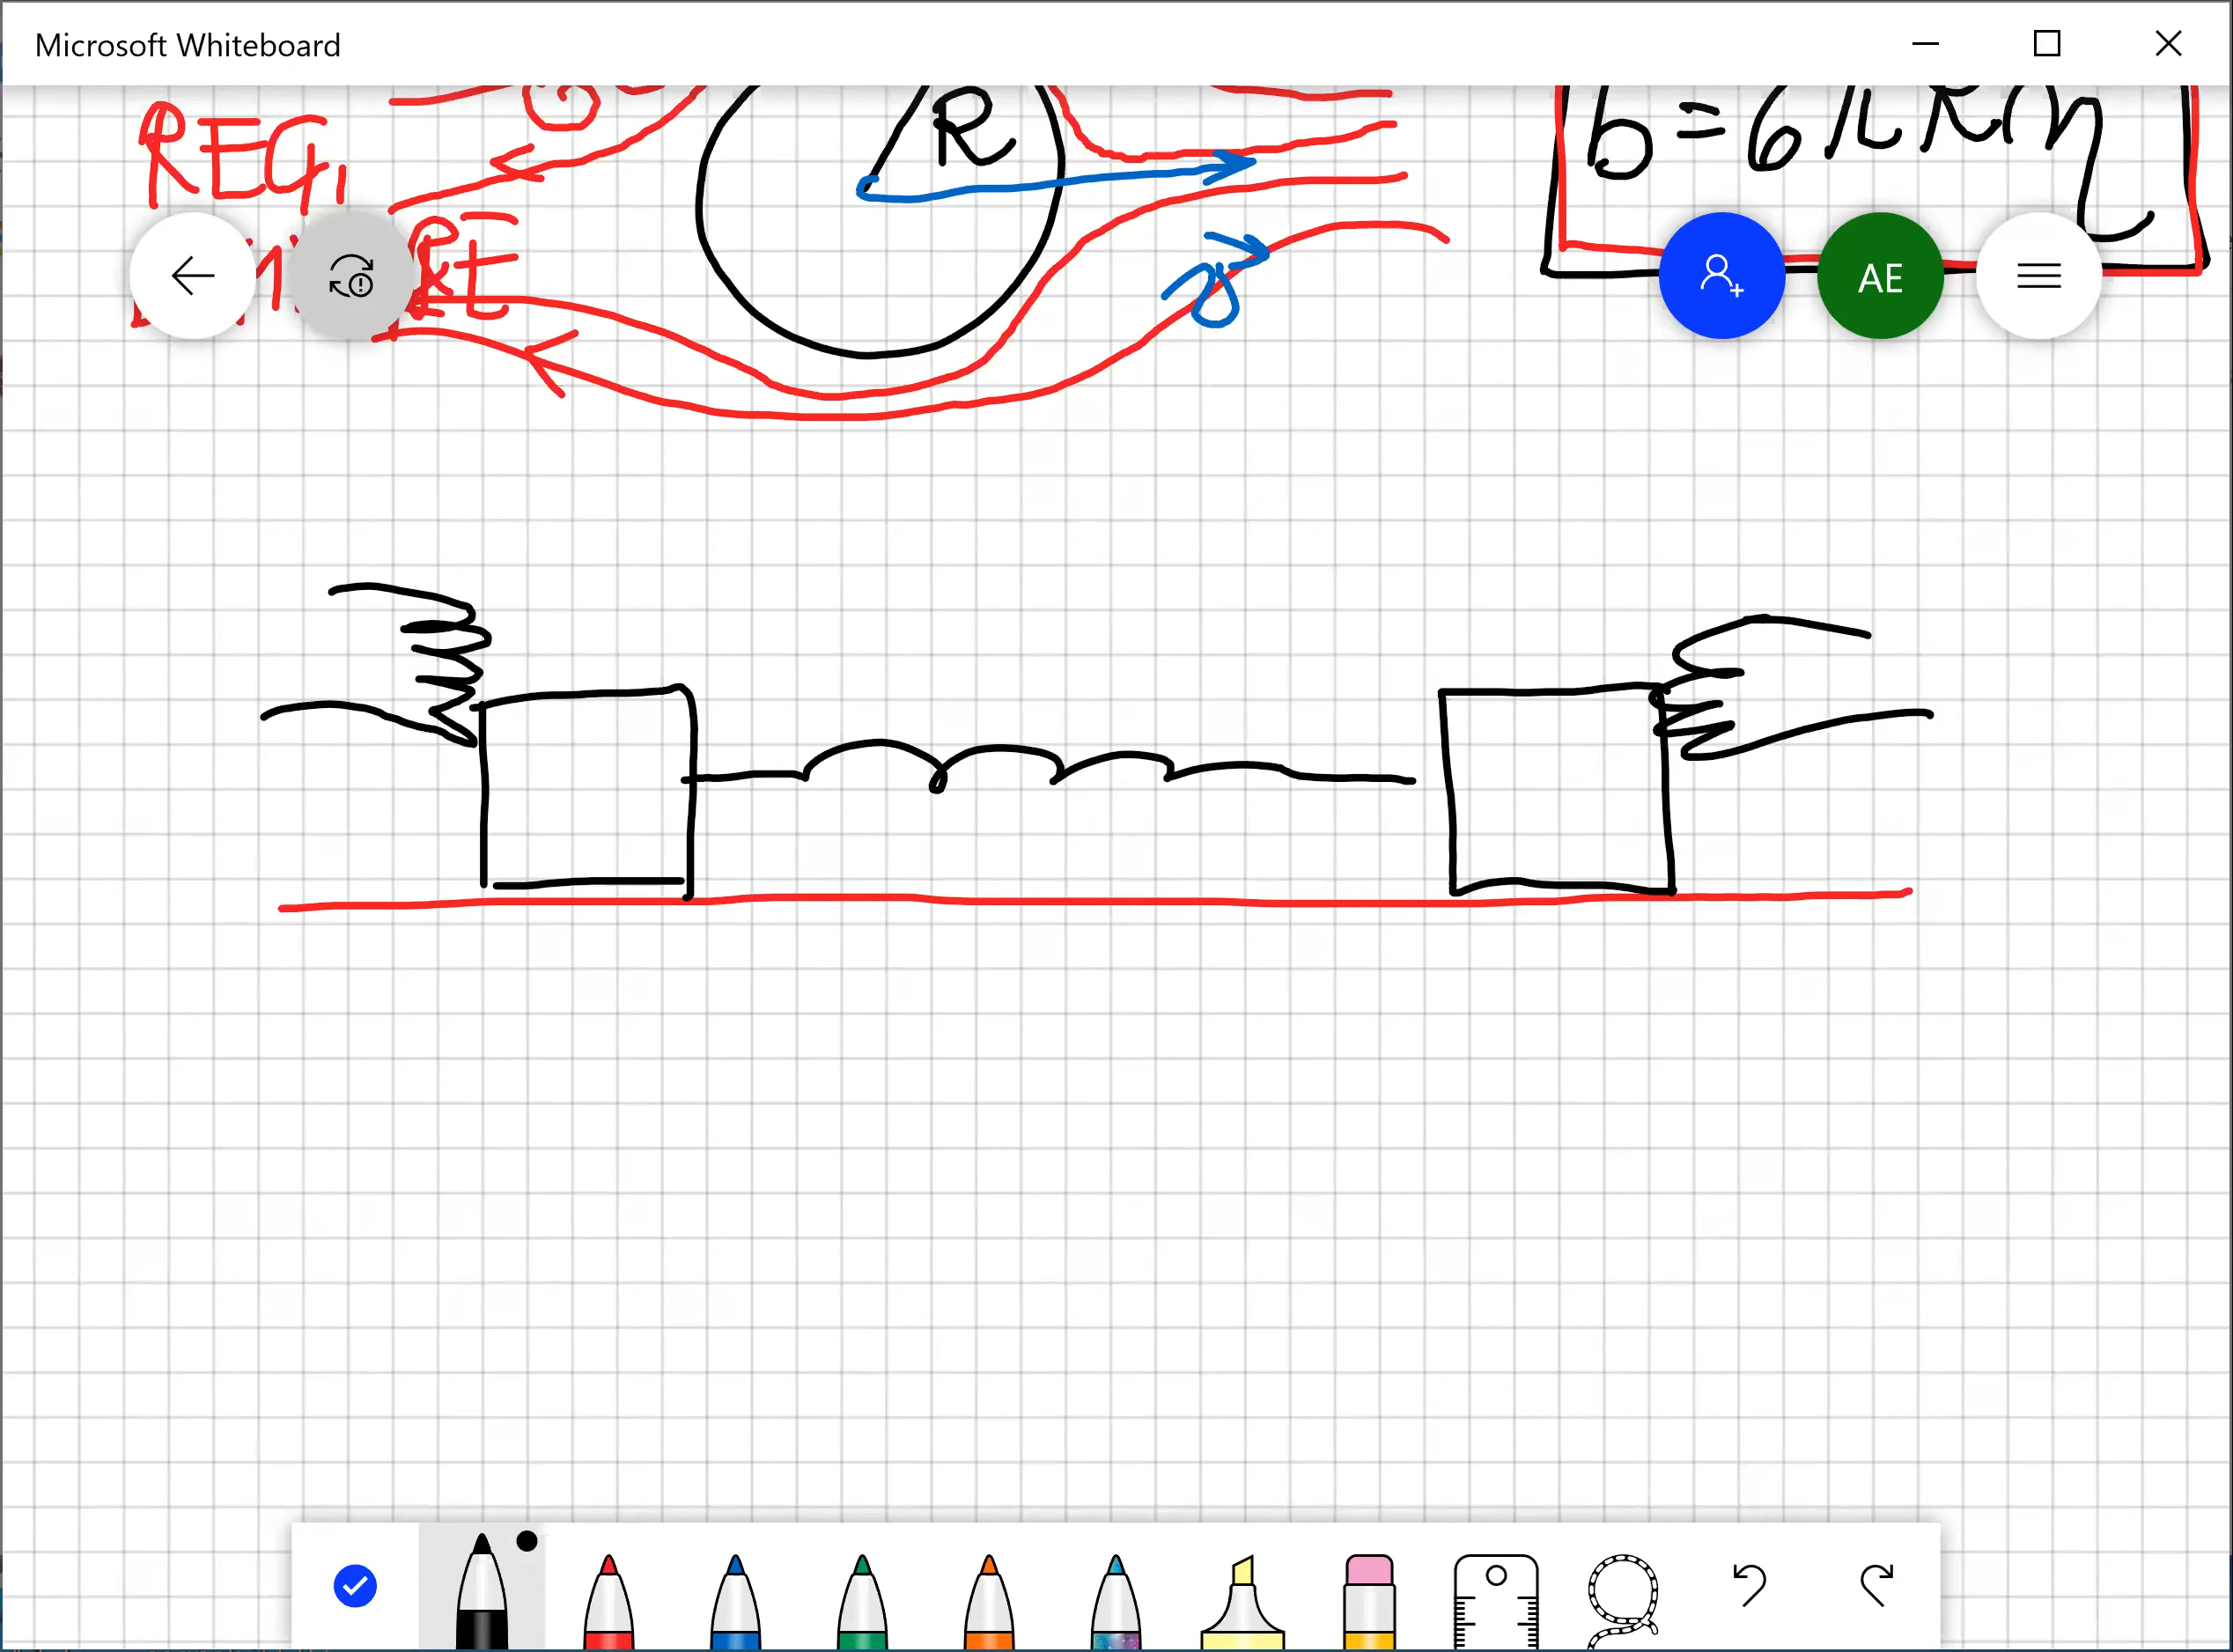 Microsoft Whiteboard
R
b = 6πRη
REG,
AE